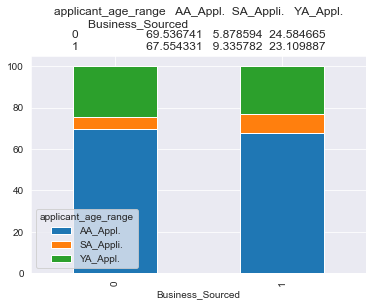 applicant_age_range AA_Appl. SA_Appli. YA_Appl.
Business_Sourced
0 69.536741 5.878594 24.584665
1 67.554331 9.335782 23.109887
100
80
60
40
20
0
applicant_age_range
AA_Appl.
SA_Appli.
YA_Appl.
0
1
Business_Sourced